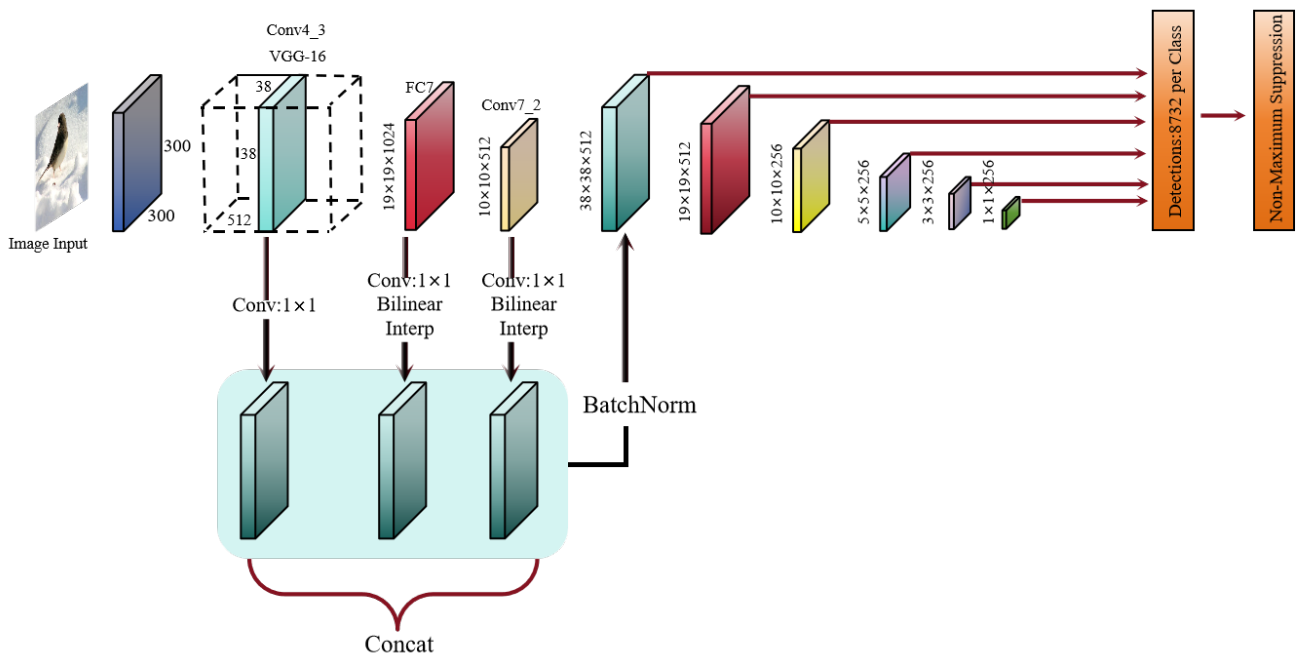 Conv4_3
VGG-16
38
38
512
300
300
Image Input
FC7
19×19×1024
Conv7_2
10×10×512
38×38×512
19×19×512
10×10×256
5×5×256
3×3×256
1×1×256
Detections:8732 per Class
Non-Maximum Suppression
Conv:1×1
Conv:1×1
Bilinear
Interp
Conv:1×1
Bilinear
Interp
BatchNorm
Concat